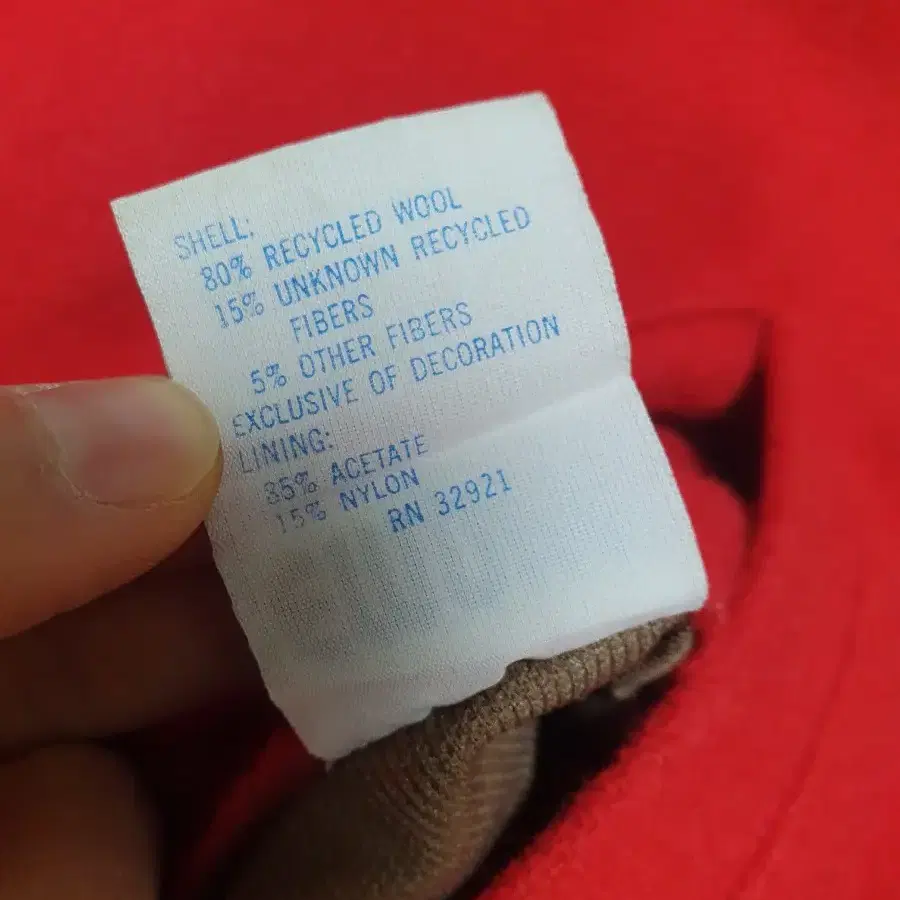 SHELL:
80% RECYCLED WOOL
15% UNKNOWN RECYCLED
FIBERS
5% OTHER FIBERS
EXCLUSIVE OF DECORATION
LINING:
85% ACETATE
15% NYLON
RN 32921